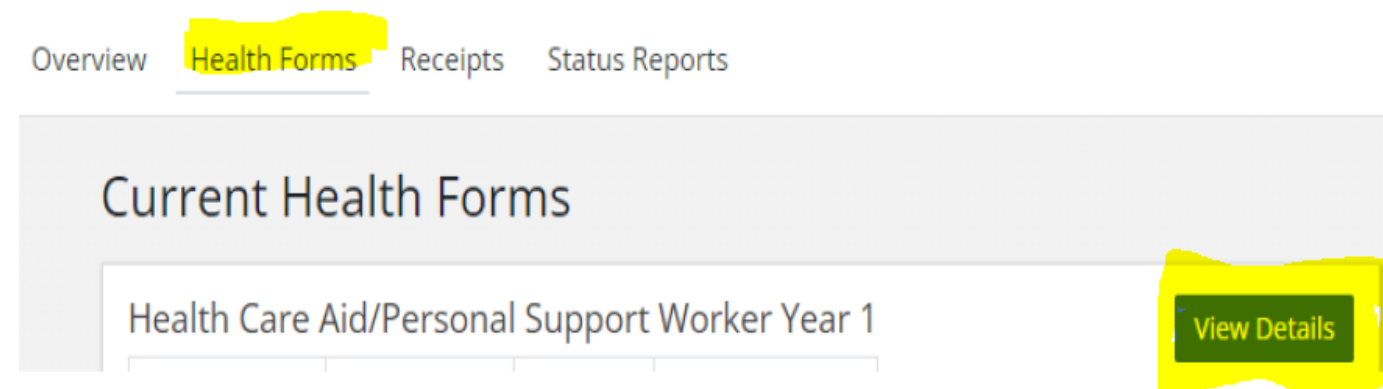 Overview Health Forms Receipts Status Reports
Current Health Forms
Health Care Aid/Personal Support Worker Year 1
View Details